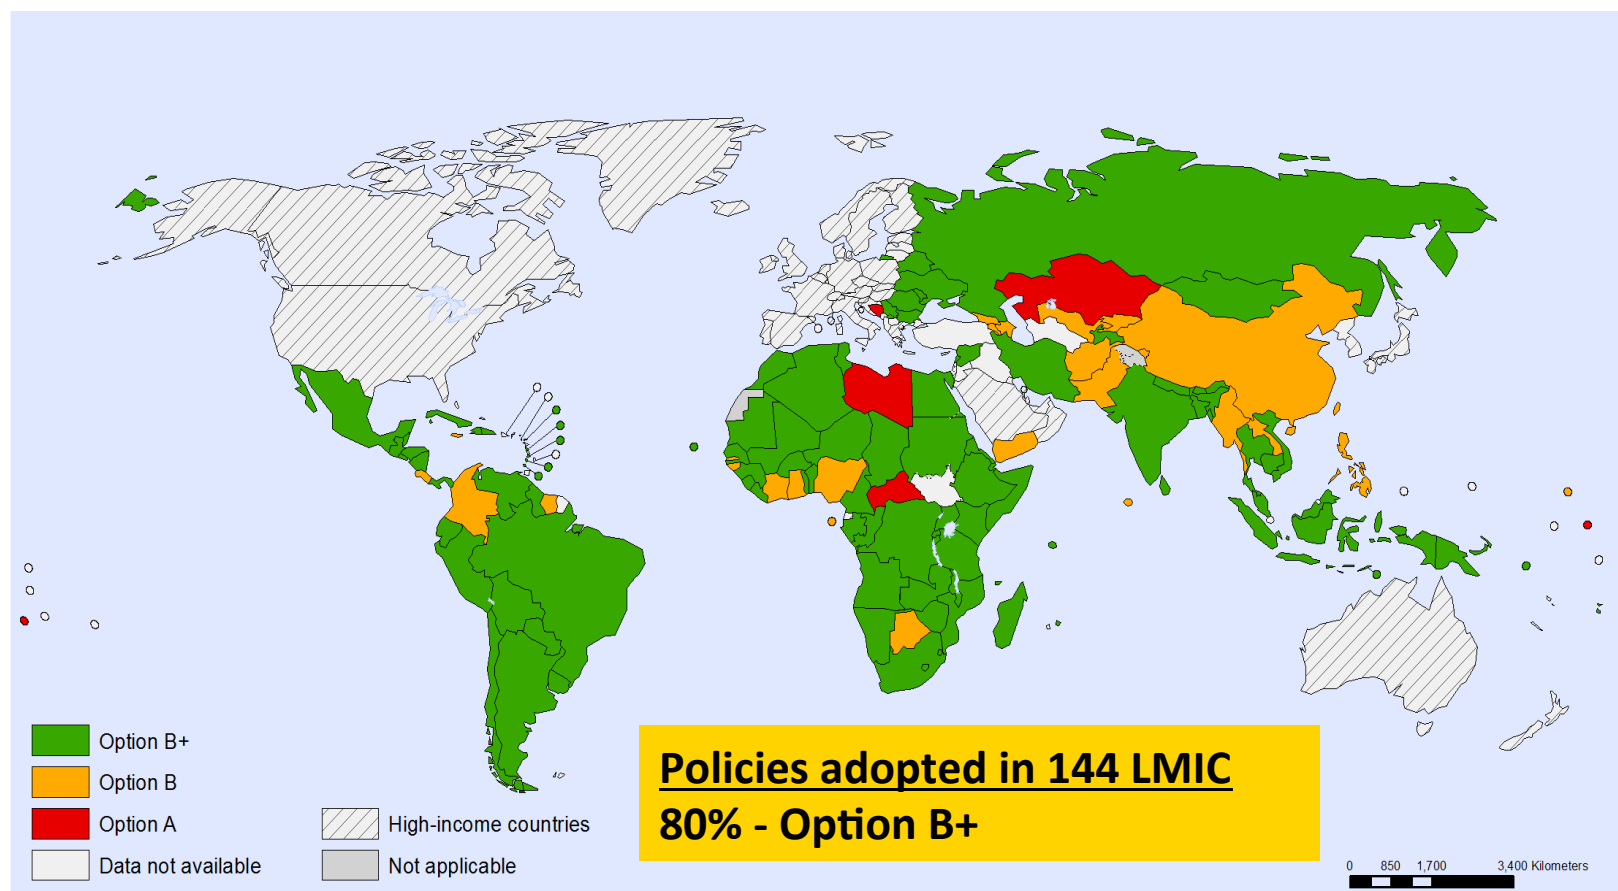 Option B+
Option B
Option A
Data not available
High-income countries
Not applicable
Policies adopted in 144 LMIC
80% - Option B+
0 850 1,700 3,400 Kilometers